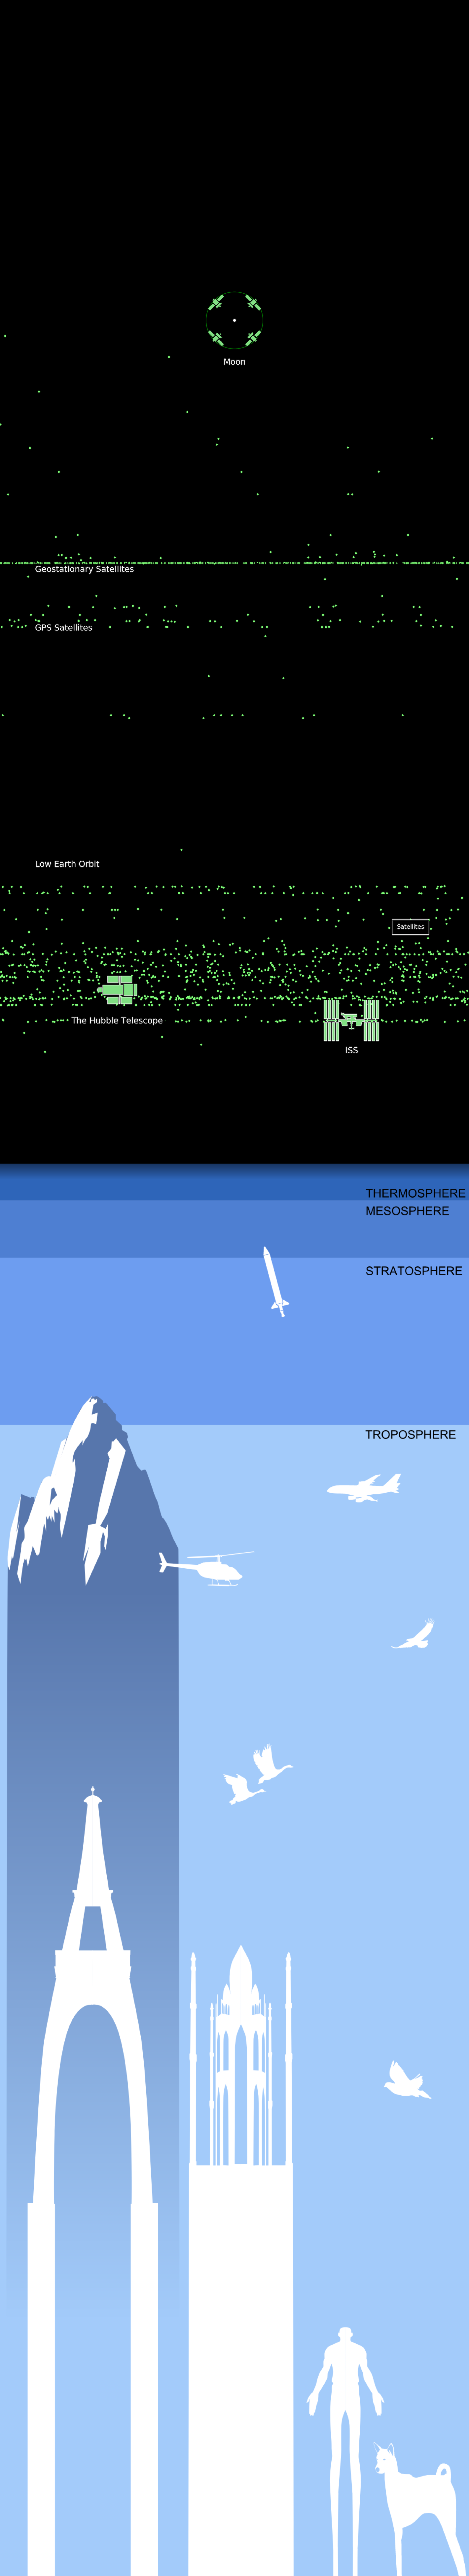 Moon
Geostationary Satellites
GPS Satellites
Low Earth Orbit
Satellites
The Hubble Telescope
ISS
THERMOSPHERE
MESOSPHERE
STRATOSPHERE
TROPOSPHERE